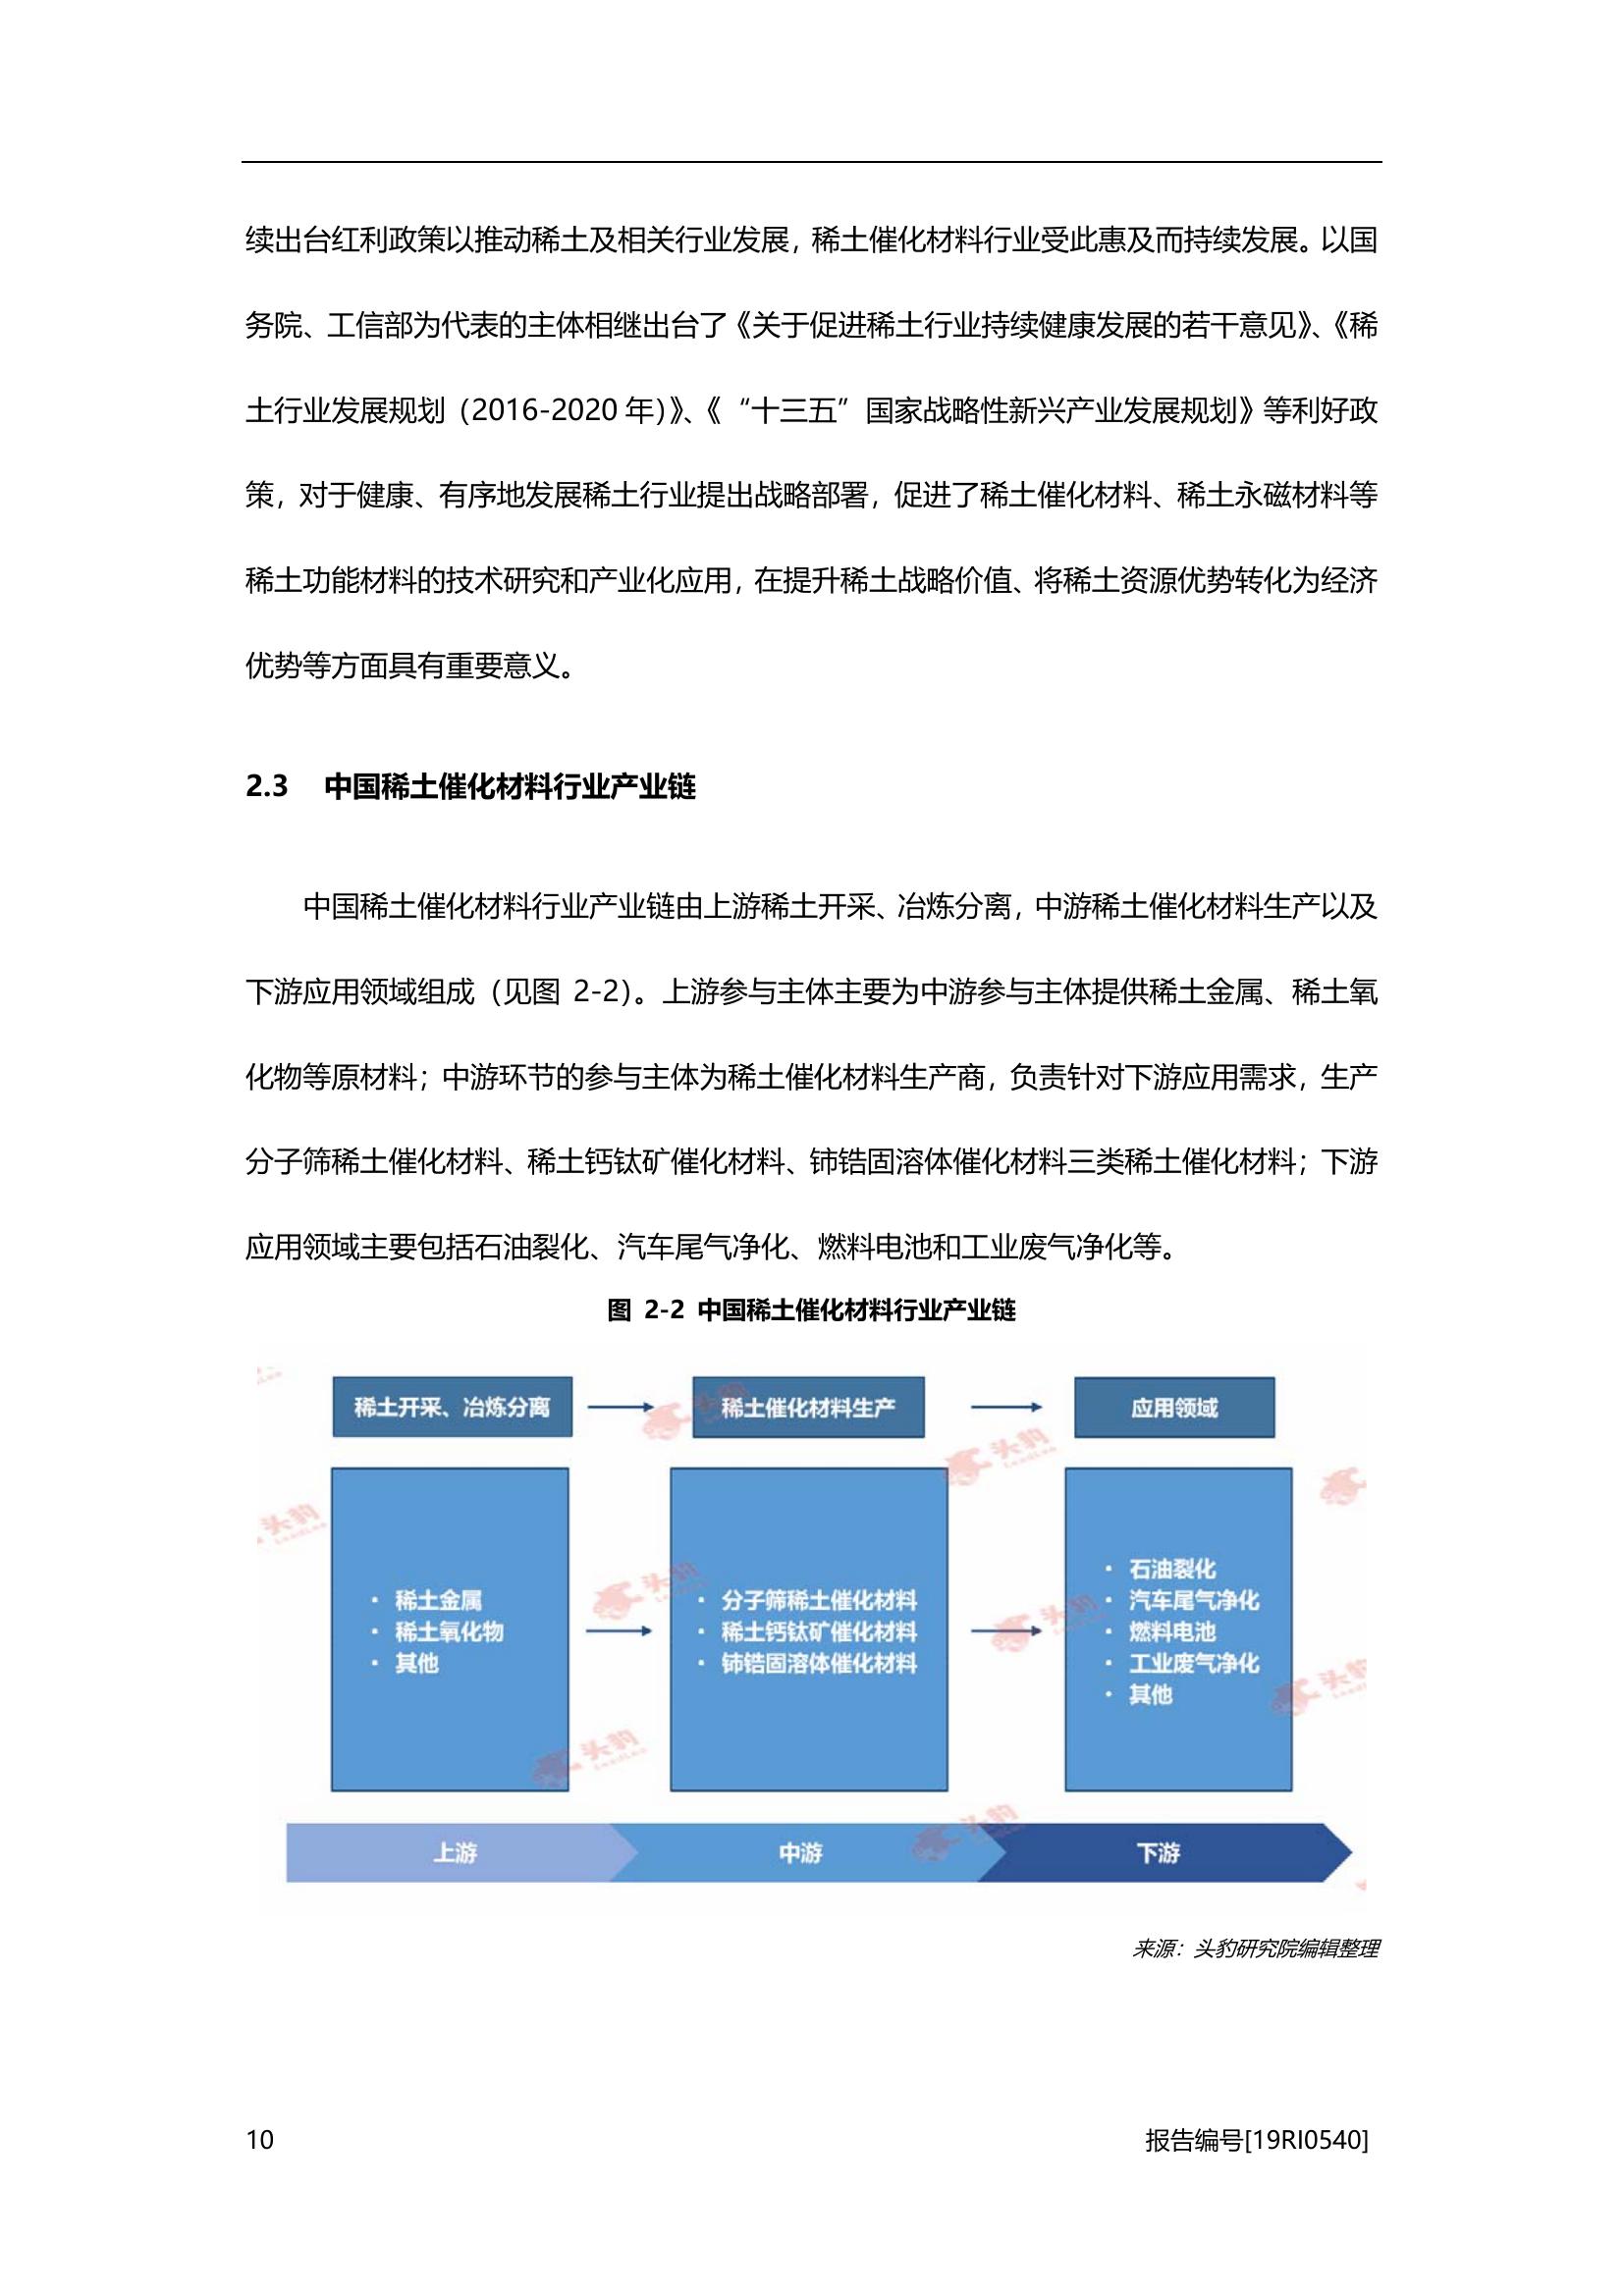 续出台红利政策以推动稀土及相关行业发展，稀土催化材料行业受此惠及而持续发展。以国
务院、工信部为代表的主体相继出台了《关于促进稀土行业持续健康发展的若干意见》、《稀
土行业发展规划（2016-2020 年）》、《“十三五”国家战略性新兴产业发展规划》等利好政
策，对于健康、有序地发展稀土行业提出战略部署，促进了稀土催化材料、稀土永磁材料等
稀土功能材料的技术研究和产业化应用，在提升稀土战略价值、将稀土资源优势转化为经济
优势等方面具有重要意义。
2.3 中国稀土催化材料行业产业链
中国稀土催化材料行业产业链由上游稀土开采、冶炼分离，中游稀土催化材料生产以及
下游应用领域组成（见图 2-2）。上游参与主体主要为中游参与主体提供稀土金属、稀土氧
化物等原材料；中游环节的参与主体为稀土催化材料生产商，负责针对下游应用需求，生产
分子筛稀土催化材料、稀土钙钛矿催化材料、铈锆固溶体催化材料三类稀土催化材料；下游
应用领域主要包括石油裂化、汽车尾气净化、燃料电池和工业废气净化等。
图 2-2 中国稀土催化材料行业产业链
稀土开采、冶炼分离
稀土催化材料生产
应用领域
• 稀土金属
• 稀土氧化物
• 其他
• 分子筛稀土催化材料
• 稀土钙钛矿催化材料
• 铈锆固溶体催化材料
• 石油裂化
• 汽车尾气净化
• 燃料电池
• 工业废气净化
• 其他
上游
中游
下游
头豹
头豹
头豹
头豹
头豹
头豹
头豹
头豹
来源：头豹研究院编辑整理
10
报告编号[19RI0540]